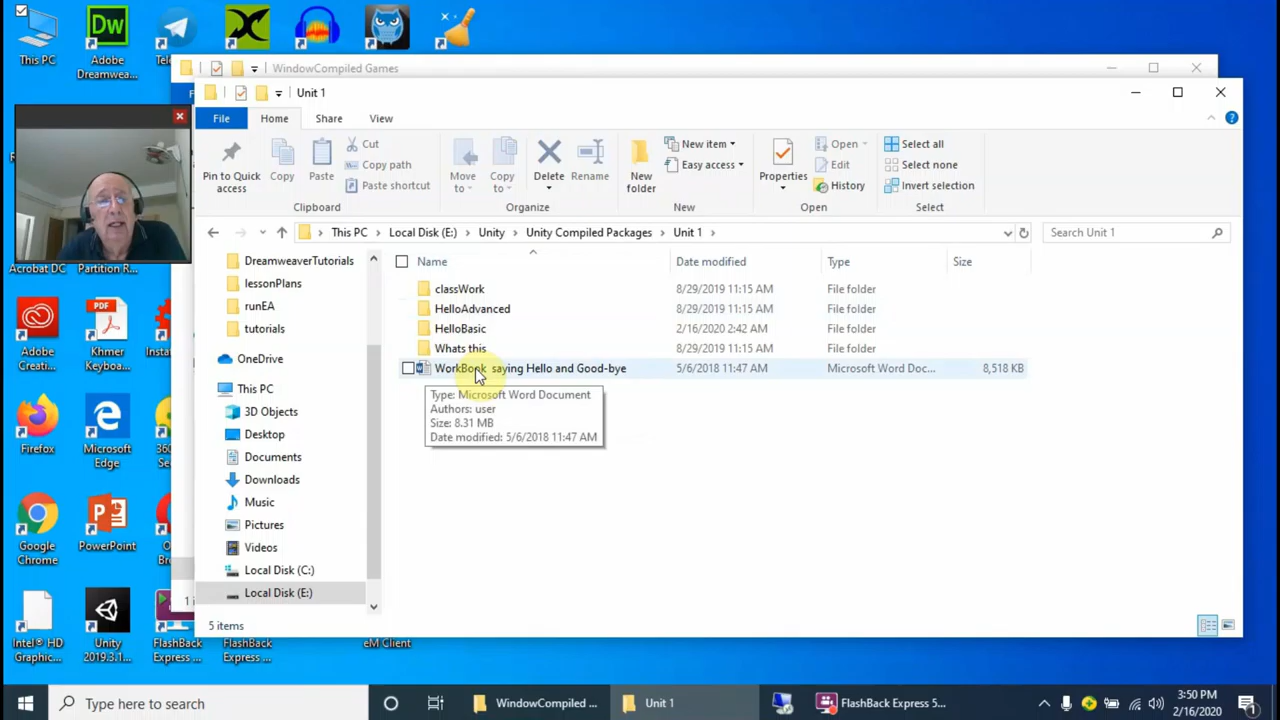 This PC
Adobe
Dreamwea...
Tel
WindowCompiled Games
Unit 1
File
Home
Share
View
Pin to Quick
access
Copy
Paste
Cut
Copy path
Paste shortcut
Clipboard
Move
to
Copy
to
Delete
Rename
Organize
New
folder
New item
Easy access
New
Properties
Open
Edit
History
Open
Select all
Select none
Invert selection
Select
This PC > Local Disk (E:) > Unity > Unity Compiled Packages > Unit 1 >
Search Unit 1
Name
Date modified
Type
Size
classWork 8/29/2019 11:15 AM File folder
HelloAdvanced 8/29/2019 11:15 AM File folder
HelloBasic 2/16/2020 2:42 AM File folder
Whats this 8/29/2019 11:15 AM File folder
WorkBook saying Hello and Good-bye 5/6/2018 11:47 AM Microsoft Word Doc... 8,518 KB
Type: Microsoft Word Document
Authors: user
Size: 8.31 MB
Date modified: 5/6/2018 11:47 AM
DreamweaverTutorials
lessonPlans
runEA
tutorials
OneDrive
This PC
3D Objects
Desktop
Documents
Downloads
Music
Pictures
Videos
Local Disk (C:)
Local Disk (E:)
5 items
Acrobat DC
Partition R...
Adobe
Creati...
PDF
Khmer
Keyboa...
Firefox
Microsoft
Edge
Google
Chrome
PowerPoint
Intel® HD
Graphic...
Unity
2019.3.1...
FlashBack
Express ...
FlashBack
Express ...
eM Client
Type here to search
WindowCompiled ...
Unit 1
FlashBack Express 5...
3:50 PM
2/16/2020